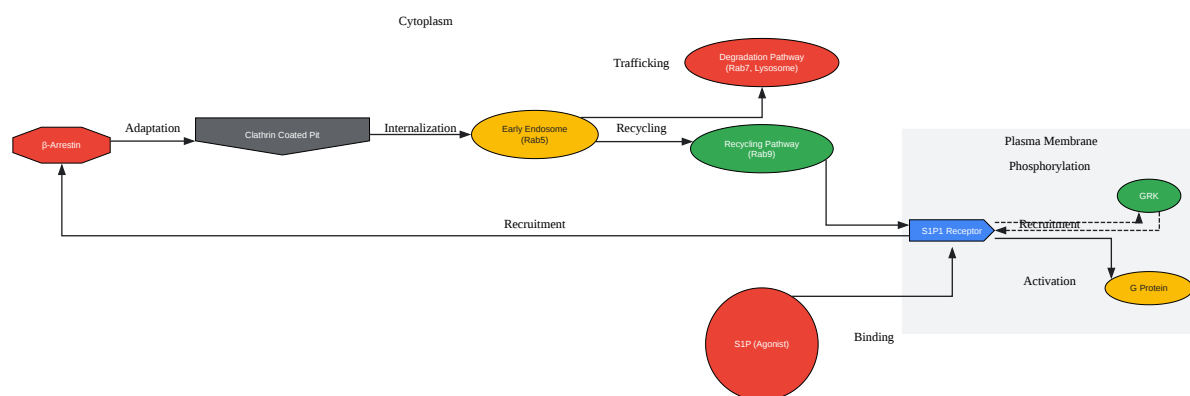 Cytoplasm
Degradation Pathway
(Rab7, Lysosome)
Trafficking
Adaptation
Clathrin Coated Pit
Internalization
Early Endosome
(Rab5)
Recycling
Recycling Pathway
(Rab9)
β-Arrestin
Plasma Membrane
Phosphorylation
GRK
Recruitment
S1P1 Receptor
Recruitment
Activation
G Protein
S1P (Agonist)
Binding